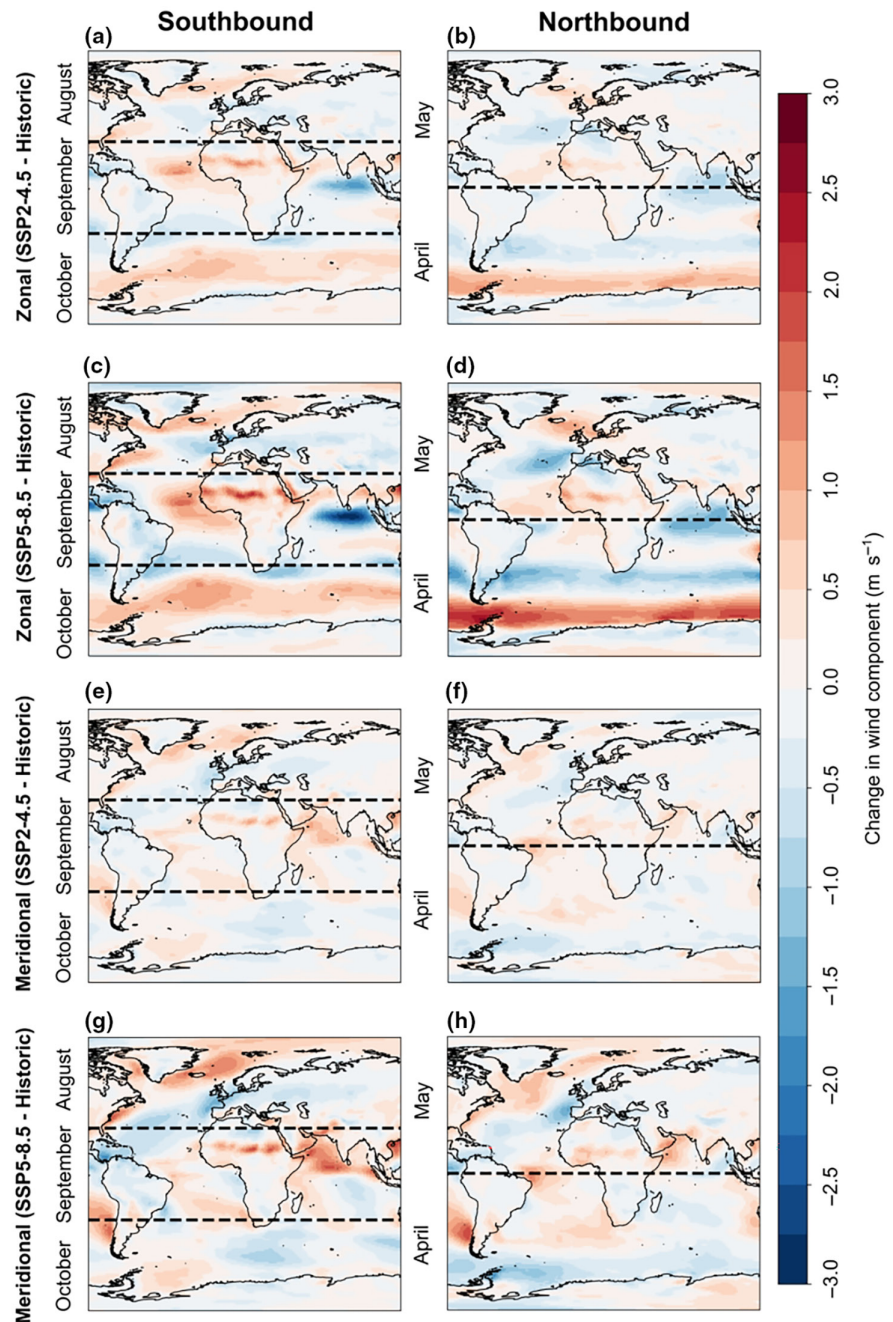 Southbound
Northbound
(a)
(b)
Zonal (SSP2-4.5 - Historic)
August
September
October
May
April
(c)
(d)
Zonal (SSP5-8.5 - Historic)
August
September
October
May
April
(e)
(f)
Meridional (SSP2-4.5 - Historic)
August
September
October
May
April
(g)
(h)
Meridional (SSP5-8.5 - Historic)
August
September
October
May
April
3.0
2.5
2.0
1.5
1.0
0.5
0.0
−0.5
−1.0
−1.5
−2.0
−2.5
−3.0
Change in wind component (m s⁻¹)